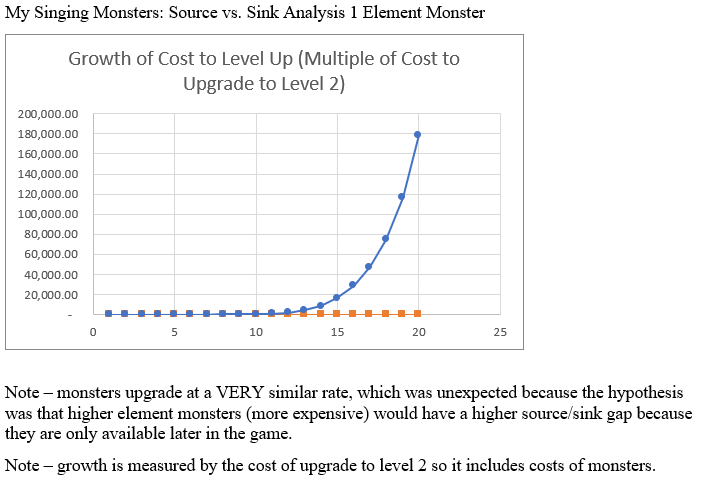 My Singing Monsters: Source vs. Sink Analysis 1 Element Monster
Growth of Cost to Level Up (Multiple of Cost to
Upgrade to Level 2)
200,000.00
180,000.00
160,000.00
140,000.00
120,000.00
100,000.00
80,000.00
60,000.00
40,000.00
20,000.00
-
0 5 10 15 20 25
Note – monsters upgrade at a VERY similar rate, which was unexpected because the hypothesis
was that higher element monsters (more expensive) would have a higher source/sink gap because
they are only available later in the game.
Note – growth is measured by the cost of upgrade to level 2 so it includes costs of monsters.